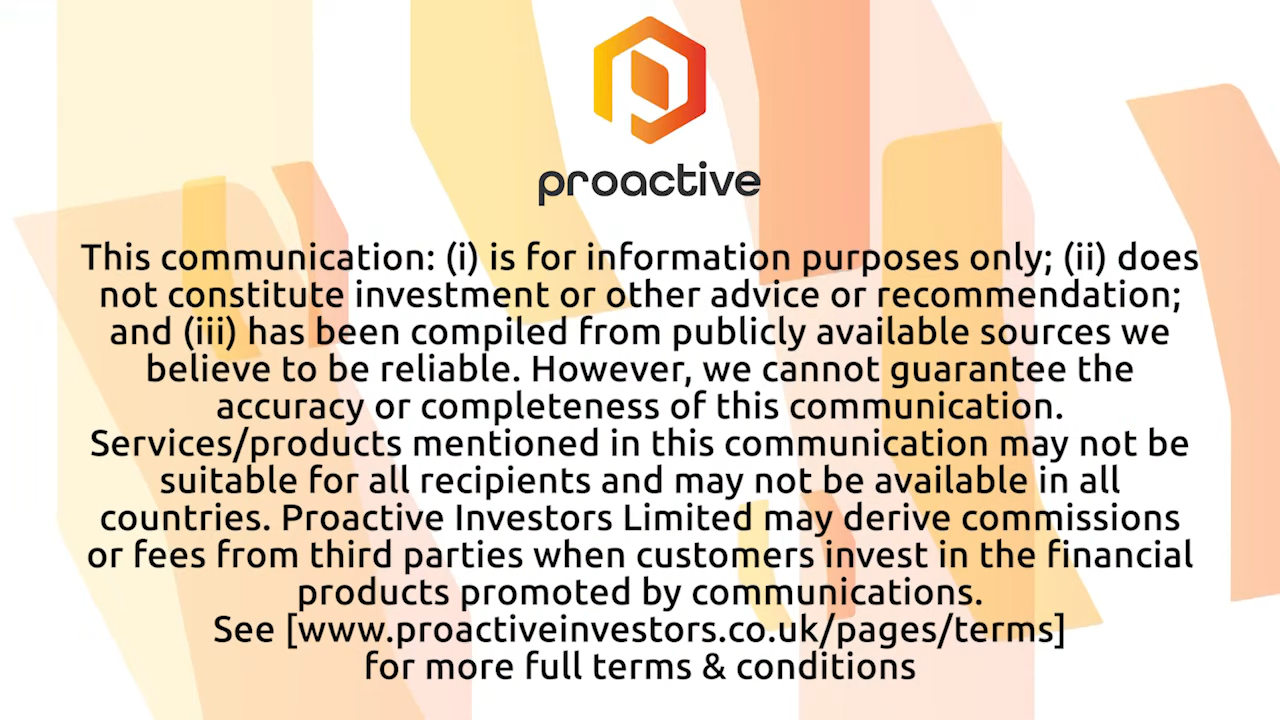 proactive
This communication: (i) is for information purposes only; (ii) does
not constitute investment or other advice or recommendation;
and (iii) has been compiled from publicly available sources we
believe to be reliable. However, we cannot guarantee the
accuracy or completeness of this communication.
Services/products mentioned in this communication may not be
suitable for all recipients and may not be available in all
countries. Proactive Investors Limited may derive commissions
or fees from third parties when customers invest in the financial
products promoted by communications.
See [www.proactiveinvestors.co.uk/pages/terms]
for more full terms & conditions